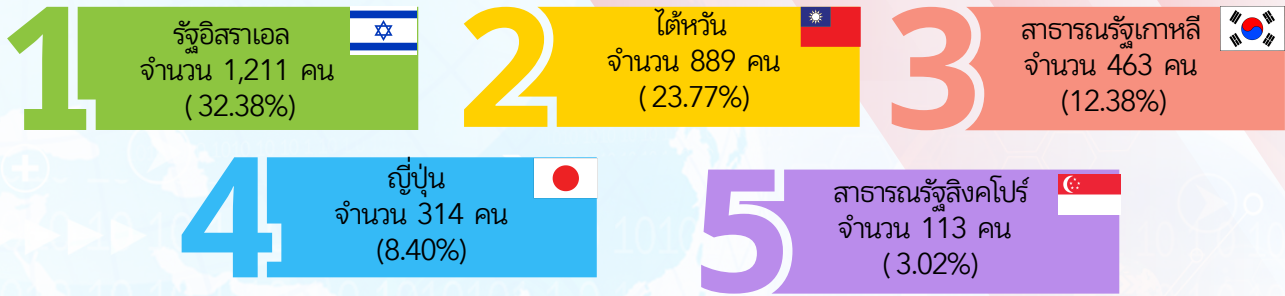 1
รัฐอิสราเอล
จำนวน 1,211 คน
( 32.38%)
2
ไต้หวัน
จำนวน 889 คน
( 23.77%)
3
สาธารณรัฐเกาหลี
จำนวน 463 คน
(12.38%)
4
ญี่ปุ่น
จำนวน 314 คน
(8.40%)
5
สาธารณรัฐสิงคโปร์
จำนวน 113 คน
( 3.02%)